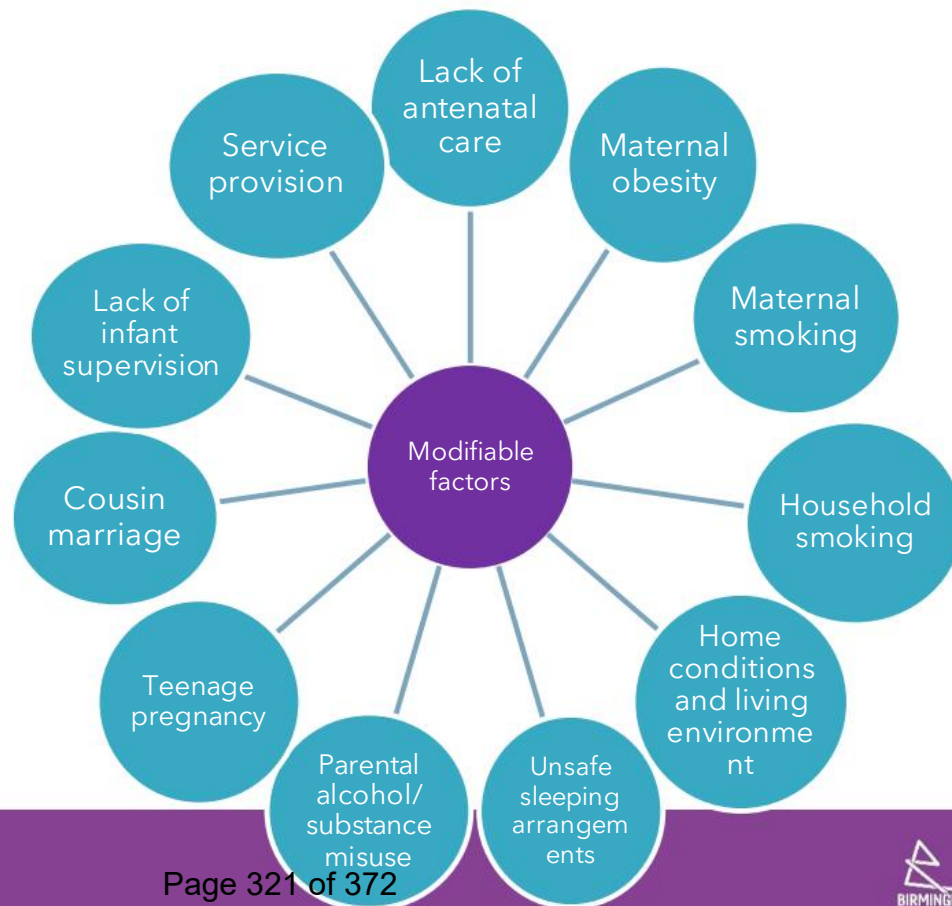 Lack of
antenatal
care
Maternal
obesity
Maternal
smoking
Household
smoking
Home
conditions
and living
environme
nt
Unsafe
sleeping
arrangem
ents
Parental
alcohol/
substance
misuse
Teenage
pregnancy
Cousin
marriage
Lack of
infant
supervision
Service
provision
Modifiable
factors
Page 321 of 372